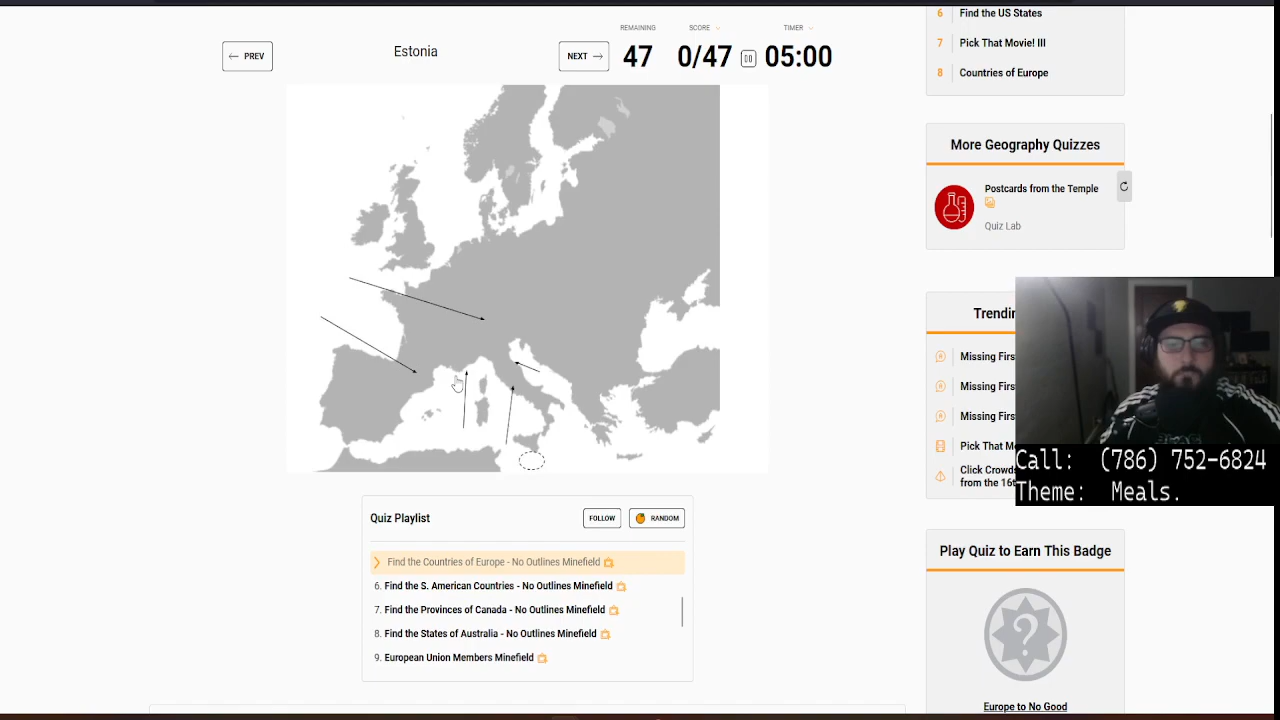 6 Find the US States
REMAINING SCORE TIMER
← PREV Estonia NEXT → 47 0/47 05:00
7 Pick That Movie! III
8 Countries of Europe
More Geography Quizzes
Postcards from the Temple
Quiz Lab
Missing Firs
Missing Firs
Missing Firs
Pick That M
Click Crowd
from the 16t
Call: (786) 752-6824
Theme: Meals.
Quiz Playlist FOLLOW RANDOM
Find the Countries of Europe - No Outlines Minefield
6. Find the S. American Countries - No Outlines Minefield
7. Find the Provinces of Canada - No Outlines Minefield
8. Find the States of Australia - No Outlines Minefield
9. European Union Members Minefield
Play Quiz to Earn This Badge
?
Europe to No Good